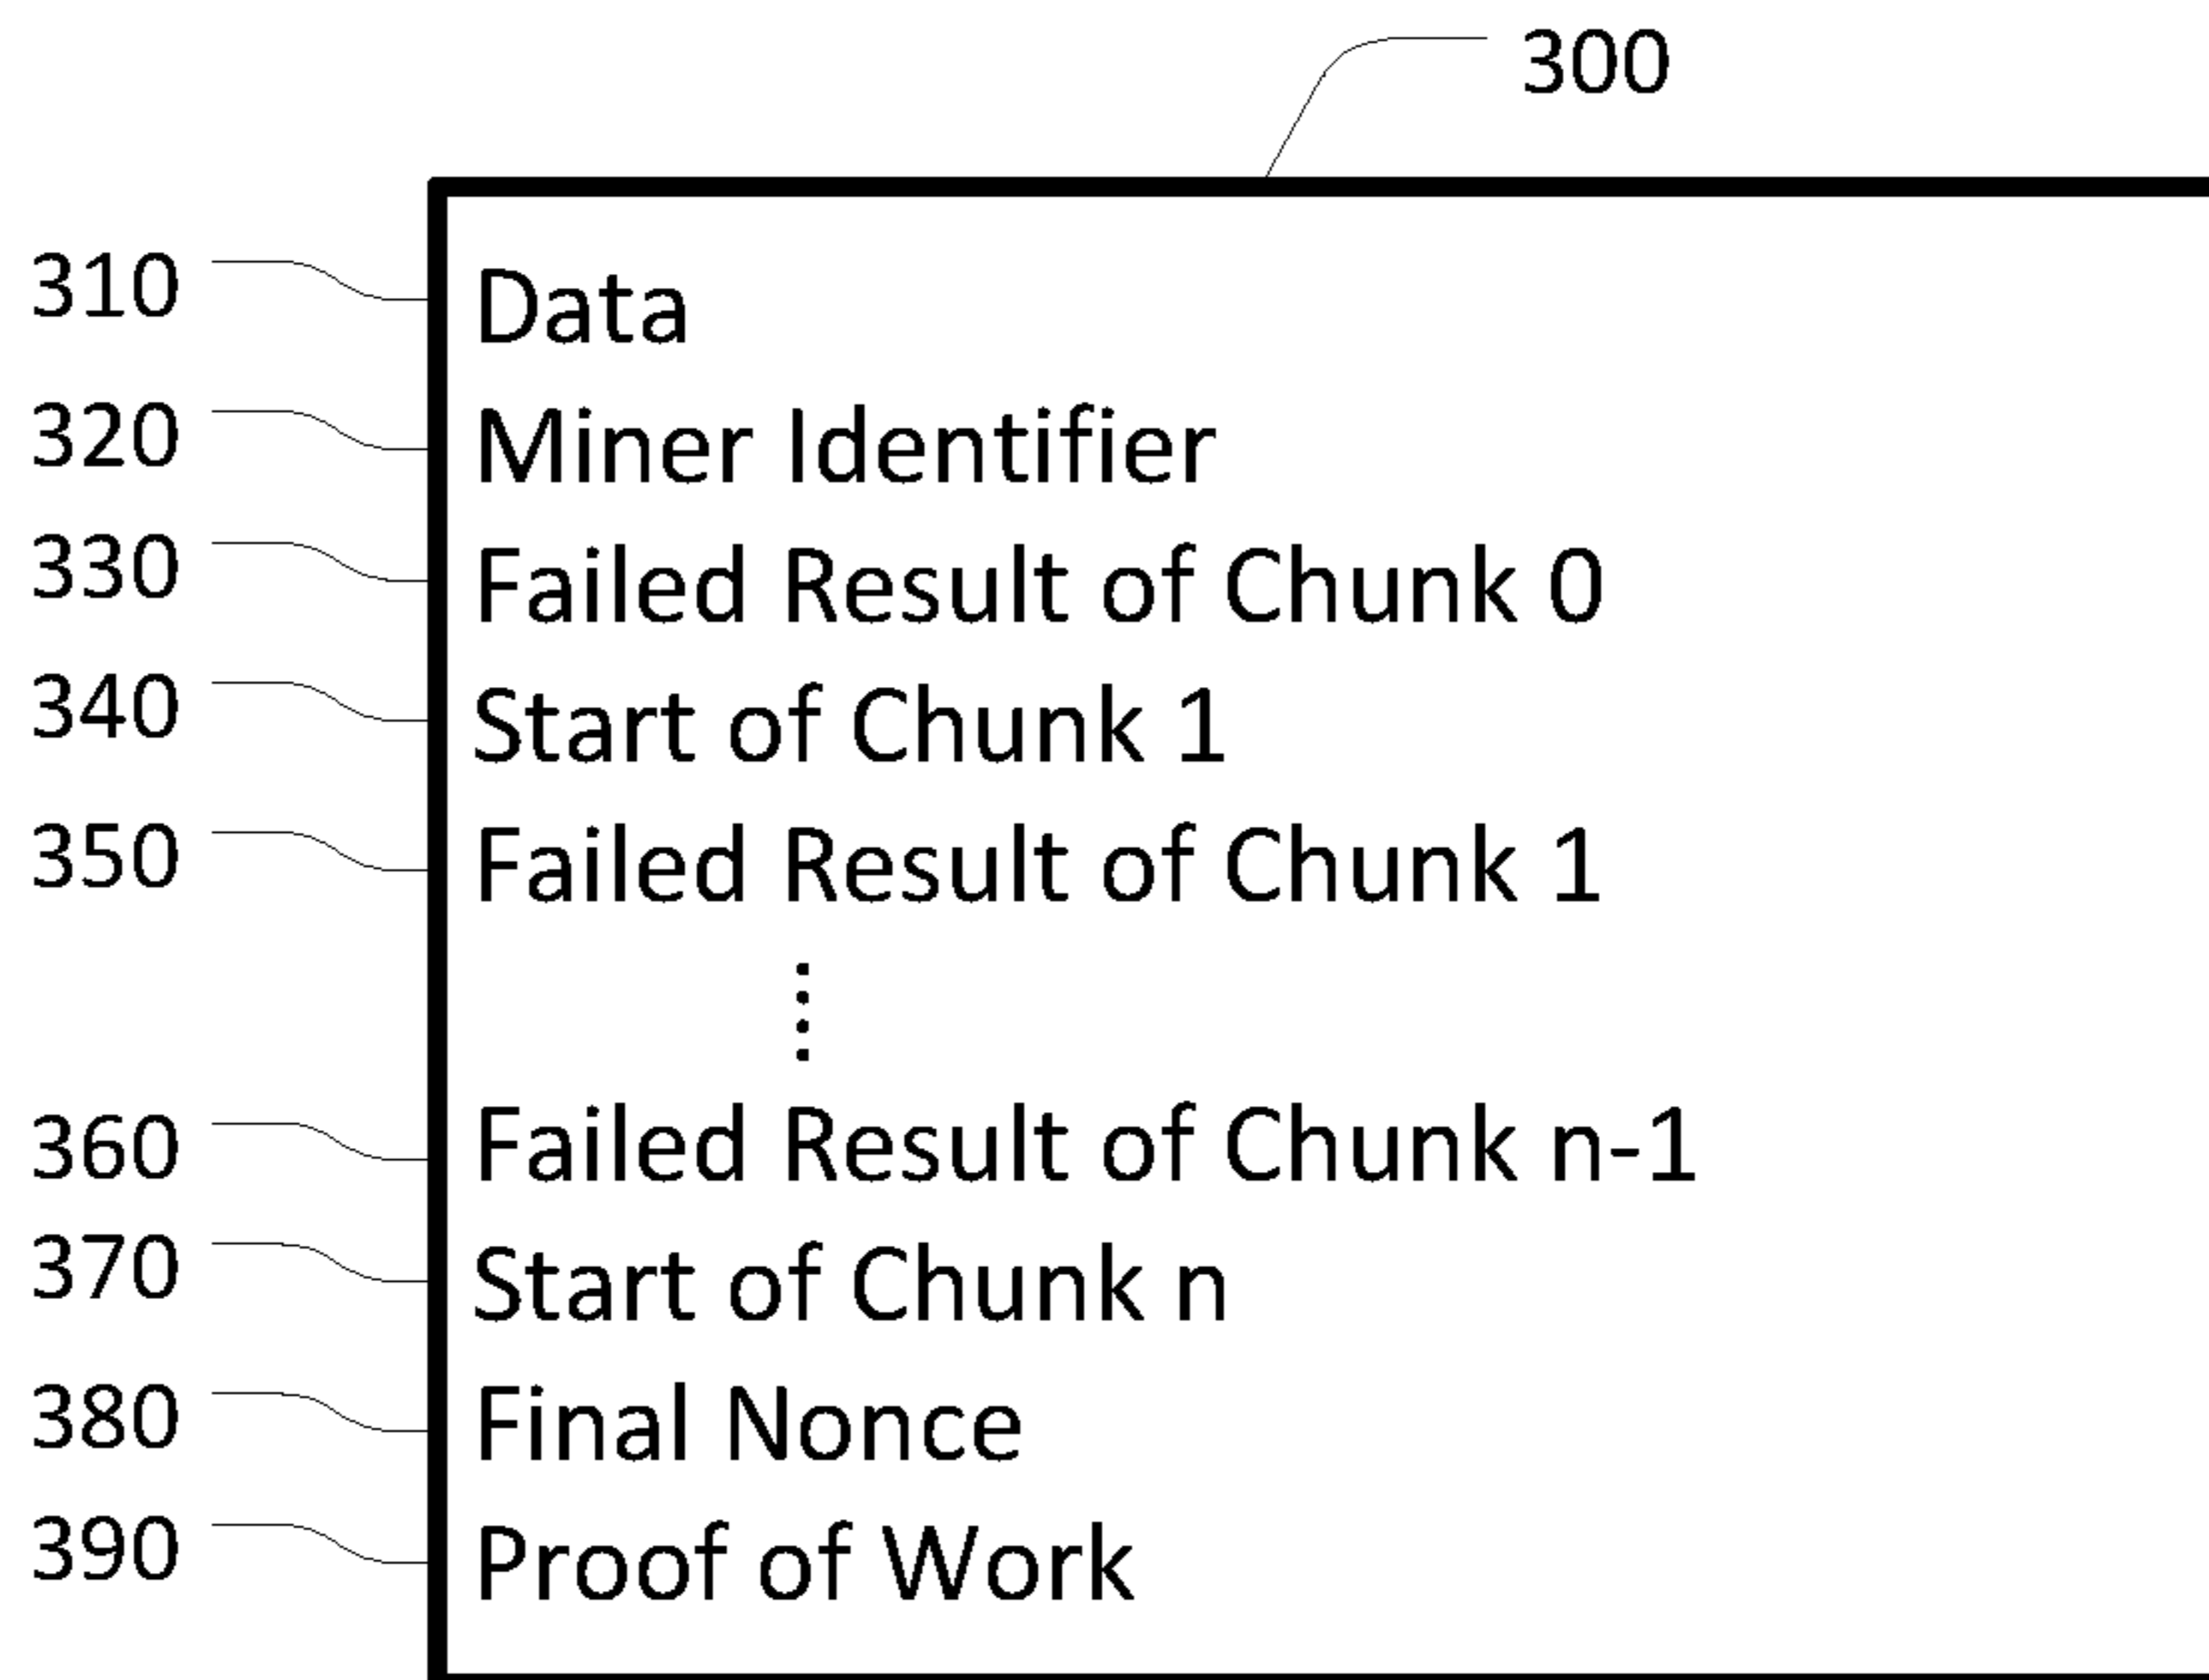 300
310 Data
320 Miner Identifier
330 Failed Result of Chunk 0
340 Start of Chunk 1
350 Failed Result of Chunk 1
⋮
360 Failed Result of Chunk n-1
370 Start of Chunk n
380 Final Nonce
390 Proof of Work